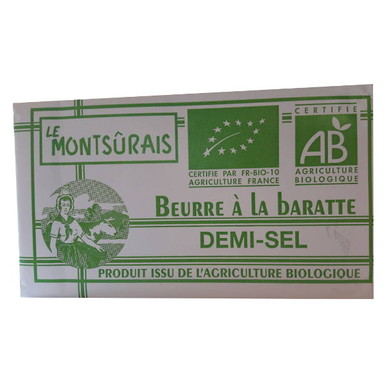 LE
MONTSÛRAIS
CERTIFIE PAR FR-BIO-10
AGRICULTURE FRANCE
CERTIFIÉ
AB
AGRICULTURE
BIOLOGIQUE
BEURRE À LA BARATTE
DEMI-SEL
PRODUIT ISSU DE L'AGRICULTURE BIOLOGIQUE